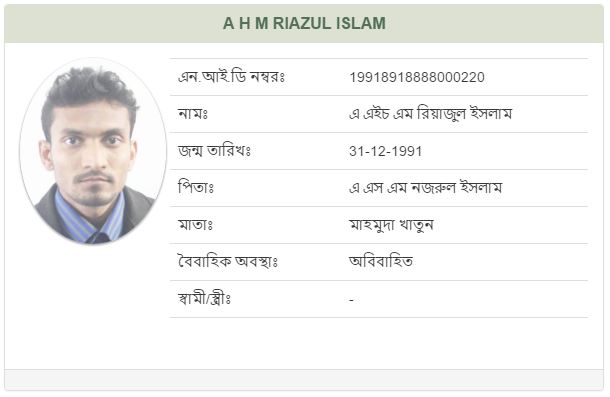 A H M RIAZUL ISLAM
এন.আই.ডি নম্বরঃ 19918918888000220
নামঃ এ এইচ এম রিয়াজুল ইসলাম
জন্ম তারিখঃ 31-12-1991
পিতাঃ এ এস এম নজরুল ইসলাম
মাতাঃ মাহমুদা খাতুন
বৈবাহিক অবস্থাঃ অবিবাহিত
স্বামী/স্ত্রীঃ -